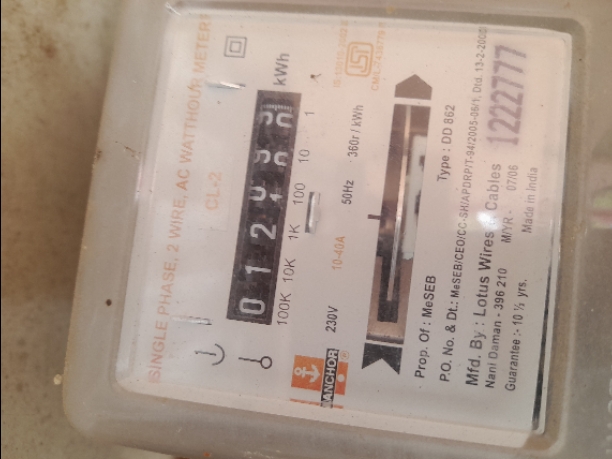 SINGLE PHASE, 2 WIRE, AC WATTHOUR METER
CL-2
0 1 2
kWh
100K 10K 1K 100 10 1
230V 10-40A 50Hz 360r / kWh
ANCHOR
Prop. Of : MeSEB Type : DD 862
P.O. No. & Dt.: MeSEB/CEO/CC-SH/APDRP/T-94/2005-06/1, Dtd. 13-2-2006
Mfd. By : Lotus Wires & Cables 1222777
Nani Daman - 396 210 M/YR - 07/06
Guarantee :- 10 ½ yrs. Made in India